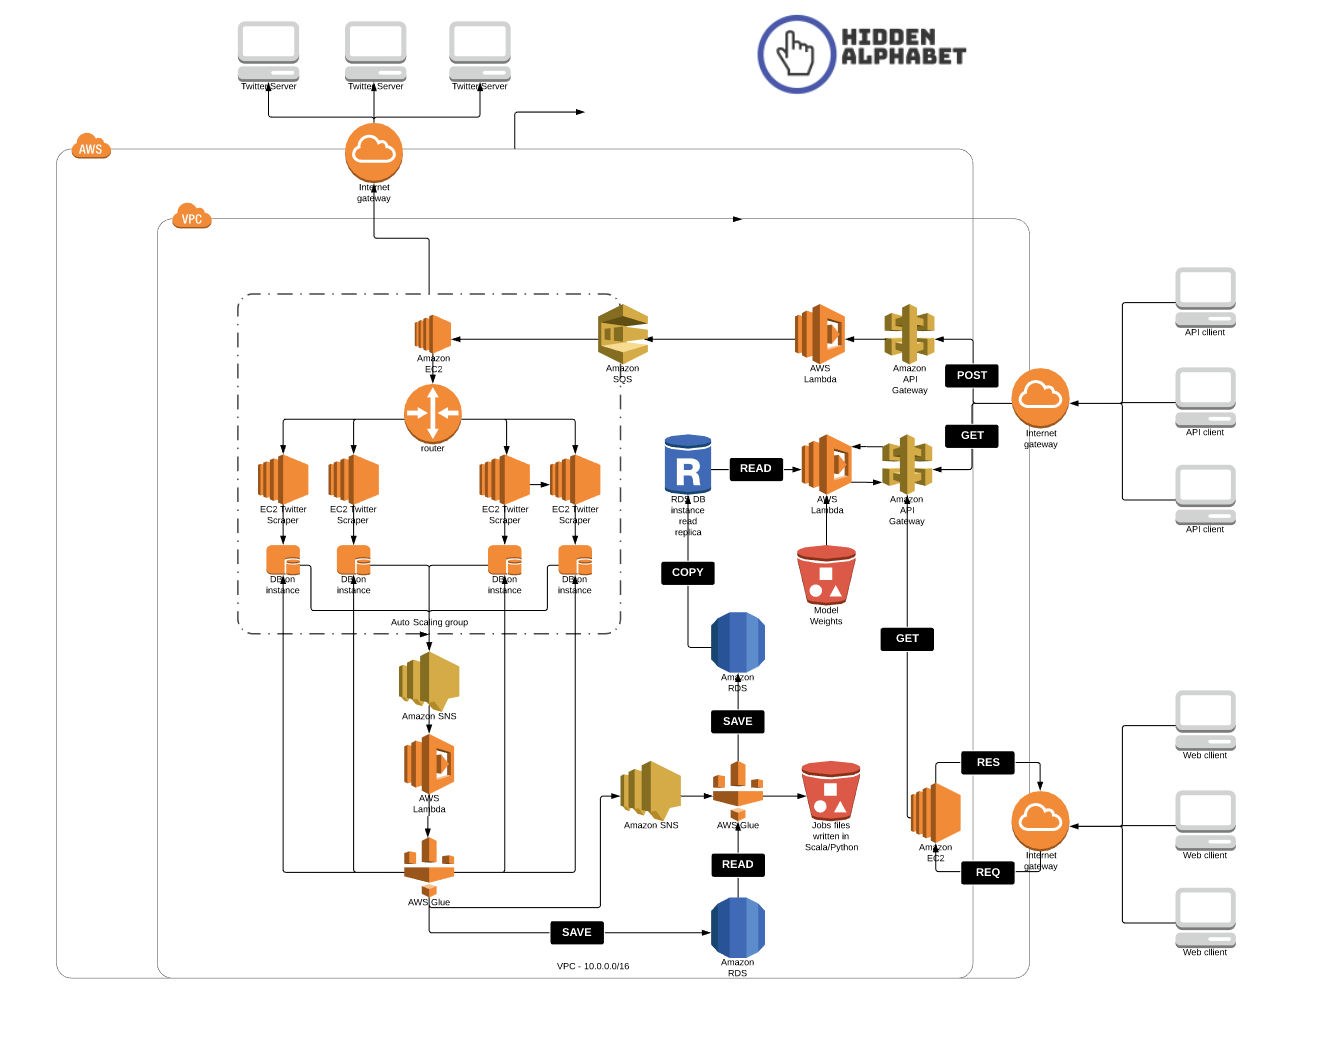 HIDDEN
ALPHABET
Twitter Server
Twitter Server
Twitter Server
AWS
Internet
gateway
VPC
API cllient
Amazon
EC2
Amazon
SQS
AWS
Lambda
Amazon
API
Gateway
POST
API client
Internet
gateway
GET
router
R
READ
EC2 Twitter
Scraper
EC2 Twitter
Scraper
EC2 Twitter
Scraper
EC2 Twitter
Scraper
RDS DB
instance
read
replica
AWS
Lambda
Amazon
API
Gateway
API client
DB on
instance
DB on
instance
DB on
instance
DB on
instance
COPY
Model
Weights
Auto Scaling group
GET
Amazon
RDS
Amazon SNS
SAVE
Web cllient
RES
AWS
Lambda
Amazon SNS
AWS Glue
Jobs files
written in
Scala/Python
Amazon
EC2
Internet
gateway
Web client
READ
REQ
AWS Glue
SAVE
Amazon
RDS
Web cllient
VPC - 10.0.0.0/16